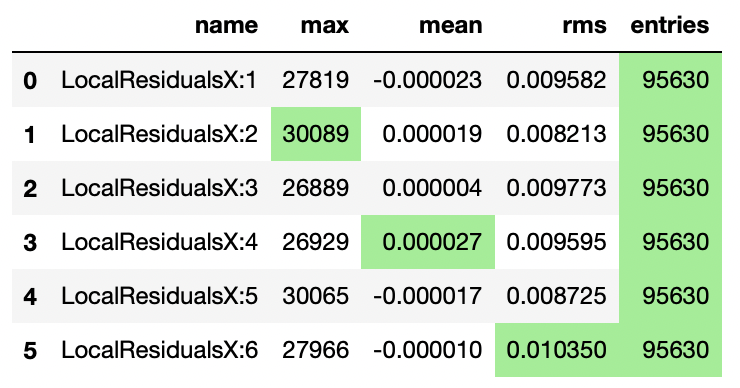 name max mean rms entries
0 LocalResidualsX:1 27819 -0.000023 0.009582 95630
1 LocalResidualsX:2 30089 0.000019 0.008213 95630
2 LocalResidualsX:3 26889 0.000004 0.009773 95630
3 LocalResidualsX:4 26929 0.000027 0.009595 95630
4 LocalResidualsX:5 30065 -0.000017 0.008725 95630
5 LocalResidualsX:6 27966 -0.000010 0.010350 95630